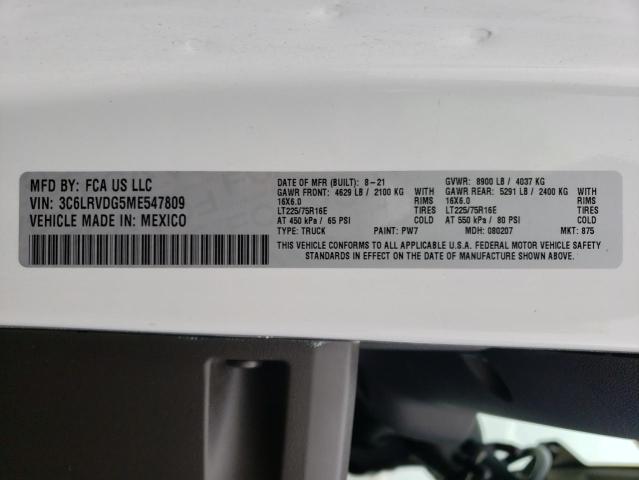 MFD BY: FCA US LLC
VIN: 3C6LRVDG5ME547809
VEHICLE MADE IN: MEXICO
DATE OF MFR (BUILT): 8-21 GVWR: 8900 LB / 4037 KG
GAWR FRONT: 4629 LB / 2100 KG WITH GAWR REAR: 5291 LB / 2400 KG WITH
16X6.0 RIMS 16X6.0 RIMS
LT225/75R16E TIRES LT225/75R16E TIRES
AT 450 kPa / 65 PSI COLD AT 550 kPa / 80 PSI COLD
TYPE: TRUCK PAINT: PW7 MDH: 080207 MKT: 875
THIS VEHICLE CONFORMS TO ALL APPLICABLE U.S.A. FEDERAL MOTOR VEHICLE SAFETY
STANDARDS IN EFFECT ON THE DATE OF MANUFACTURE SHOWN ABOVE.